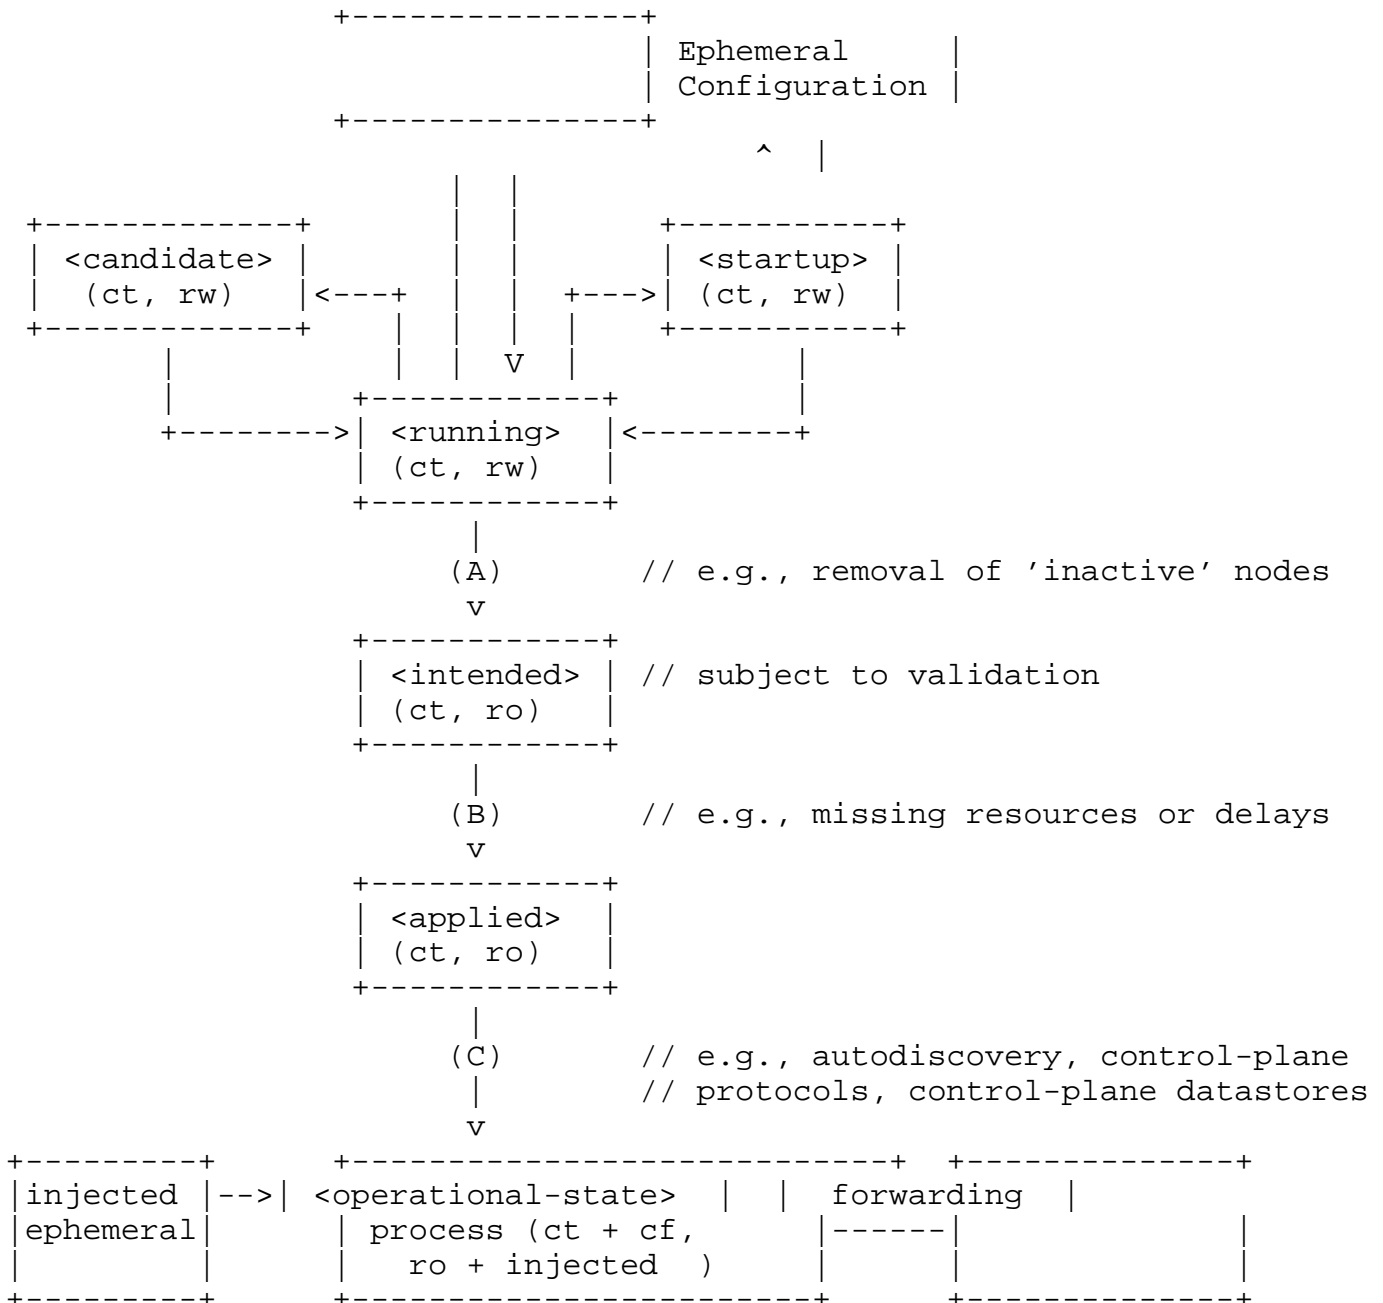 +---------------+
| Ephemeral |
| Configuration |
+---------------+
^ |
| |
+-------------+ | | +-----------+
| <candidate> | | | | <startup> |
| (ct, rw) |<---+ | | +--->| (ct, rw) |
+-------------+ | | | | +-----------+
| | | V | |
| +------------+ |
+-------->| <running> |<--------+
| (ct, rw) |
+------------+
|
(A) // e.g., removal of ’inactive’ nodes
v
+------------+
| <intended> | // subject to validation
| (ct, ro) |
+------------+
|
(B) // e.g., missing resources or delays
v
+------------+
| <applied> |
| (ct, ro) |
+------------+
|
(C) // e.g., autodiscovery, control-plane
| // protocols, control-plane datastores
v
+---------+ +----------------------------+ +--------------+
|injected |-->| <operational-state> | | forwarding |
|ephemeral| | process (ct + cf, |------| |
| | | ro + injected ) | | |
+---------+ +------------------------+ +--------------+